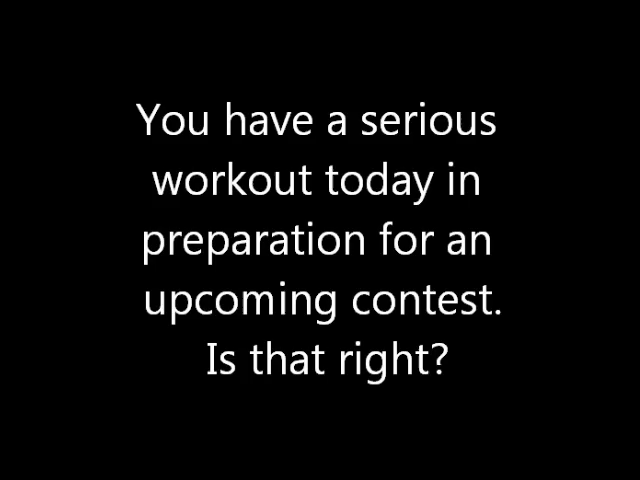 You have a serious
workout today in
preparation for an
upcoming contest.
Is that right?